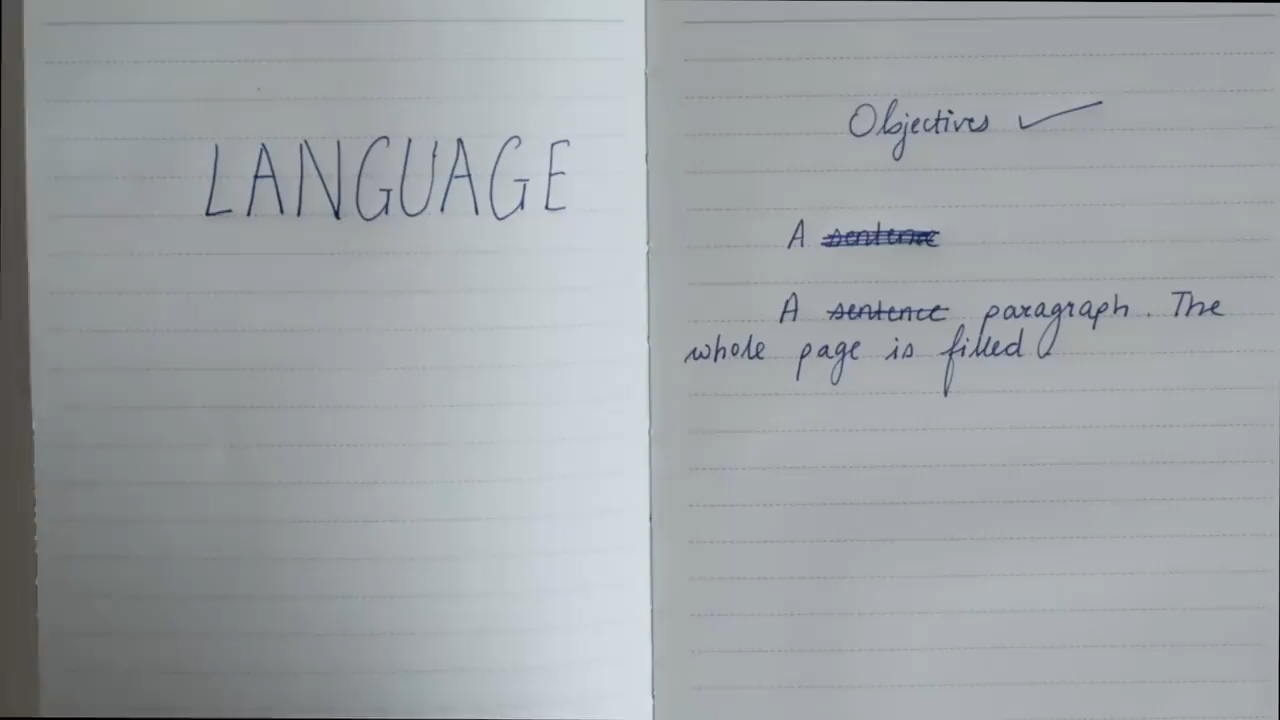 LANGUAGE
Objectives ✓
A sentence
A sentence paragraph. The
whole page is filled